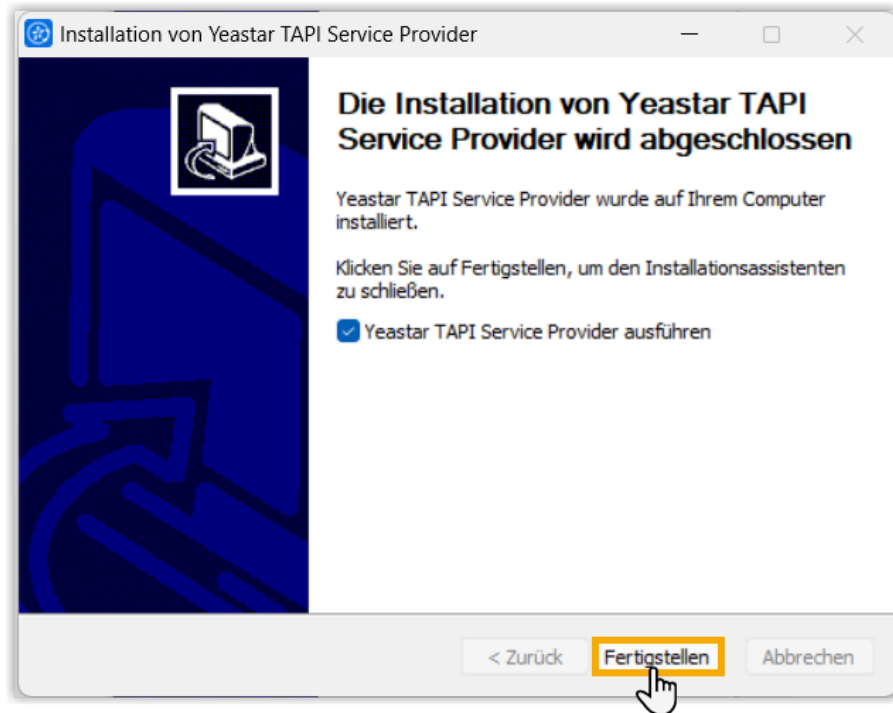 Installation von Yeastar TAPI Service Provider
Die Installation von Yeastar TAPI
Service Provider wird abgeschlossen
Yeastar TAPI Service Provider wurde auf Ihrem Computer
installiert.
Klicken Sie auf Fertigstellen, um den Installationsassistenten
zu schließen.
Yeastar TAPI Service Provider ausführen
< Zurück Fertigstellen Abbrechen